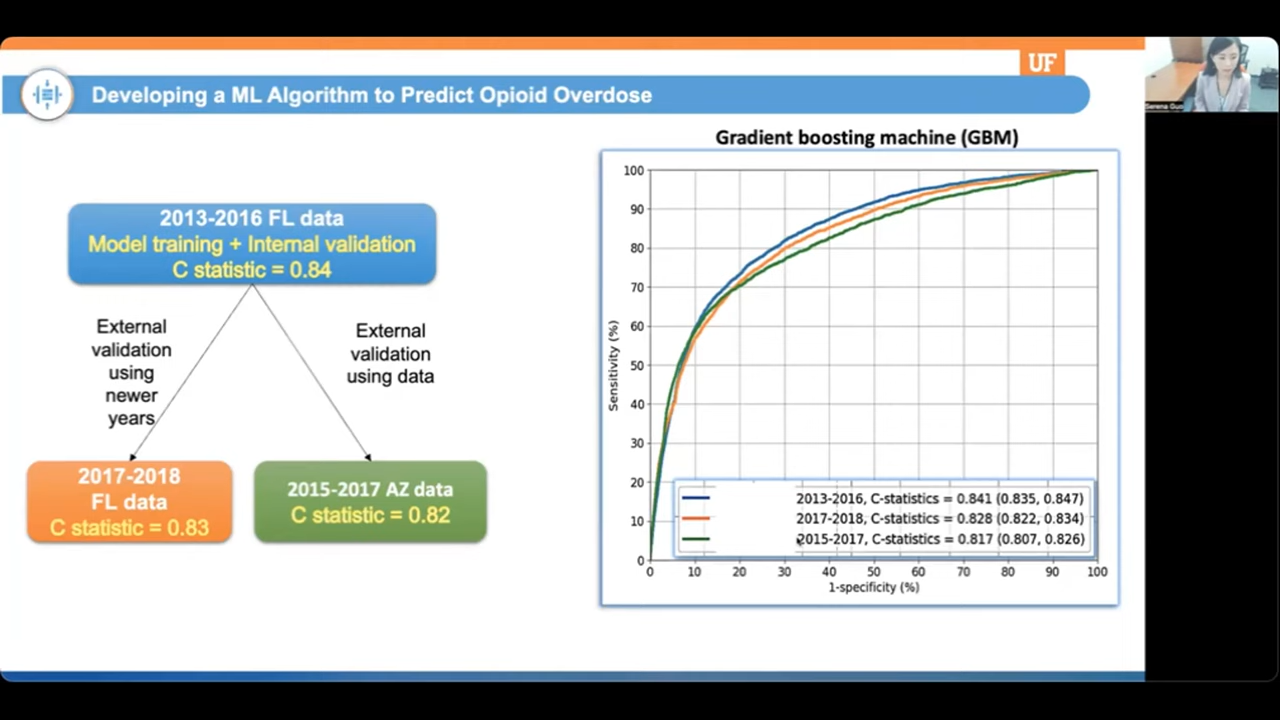 UF
Developing a ML Algorithm to Predict Opioid Overdose
Serena Guo
2013-2016 FL data
Model training + Internal validation
C statistic = 0.84
External
validation
using
newer
years
External
validation
using data
2017-2018
FL data
C statistic = 0.83
2015-2017 AZ data
C statistic = 0.82
Gradient boosting machine (GBM)
Sensitivity (%)
100
90
80
70
60
50
40
30
20
10
0
2013-2016, C-statistics = 0.841 (0.835, 0.847)
2017-2018, C-statistics = 0.828 (0.822, 0.834)
2015-2017, C-statistics = 0.817 (0.807, 0.826)
0 10 20 30 40 50 60 70 80 90 100
1-specificity (%)